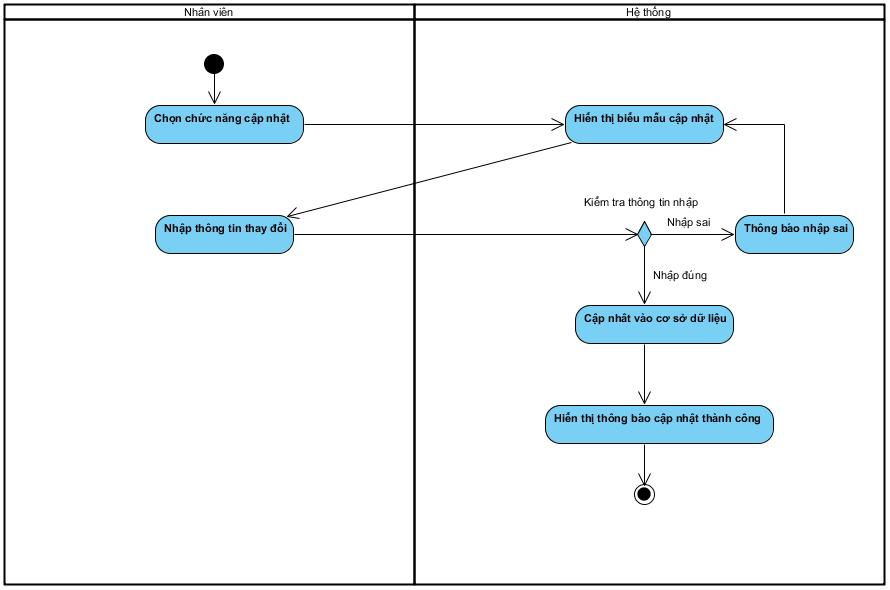 Nhân viên
Hệ thống
Chọn chức năng cập nhật
Hiển thị biểu mẫu cập nhật
Kiểm tra thông tin nhập
Nhập thông tin thay đổi
Nhập sai
Thông báo nhập sai
Nhập đúng
Cập nhât vào cơ sở dữ liệu
Hiển thị thông báo cập nhật thành công